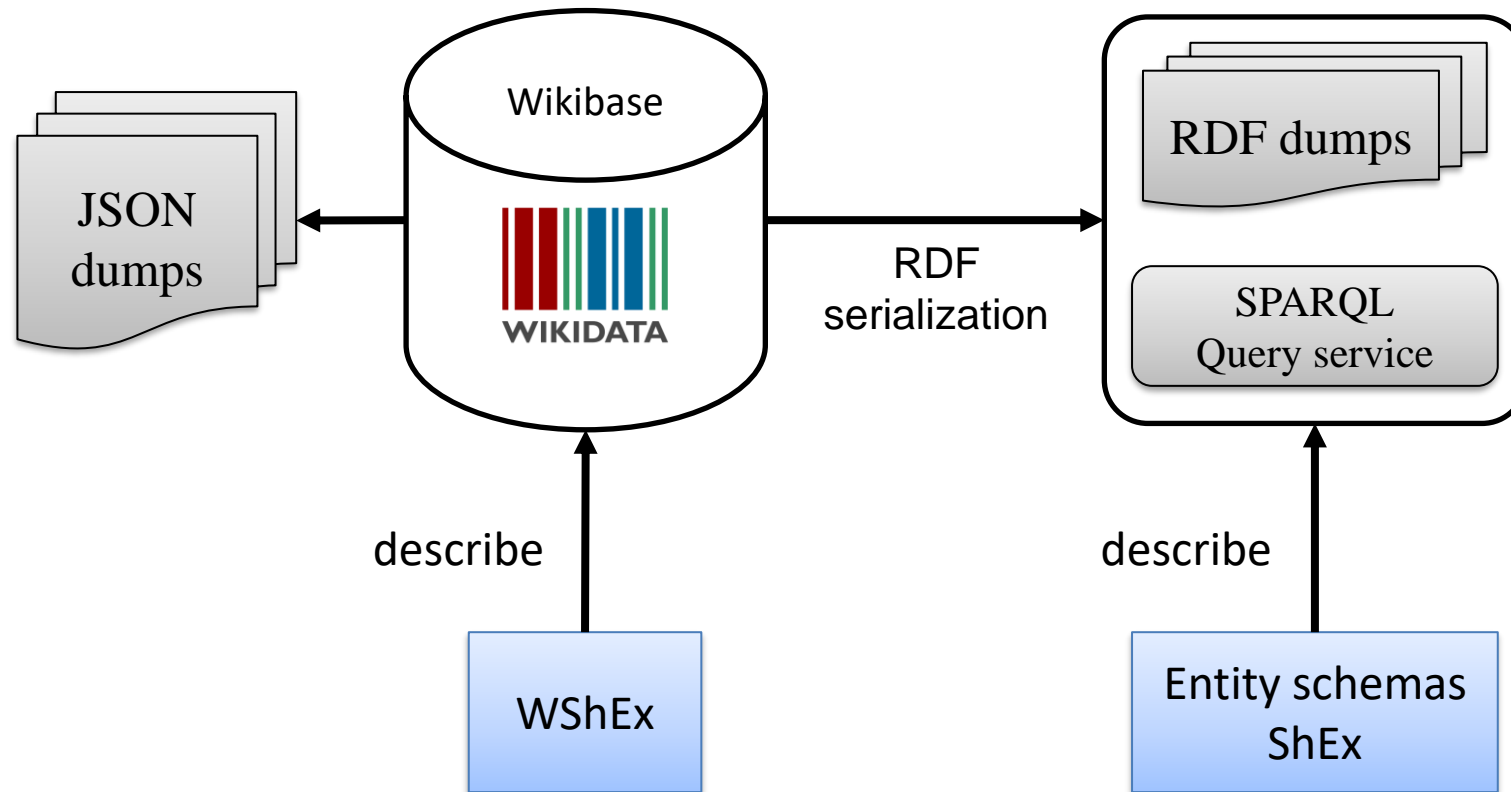 Wikibase
WIKIDATA
JSON
dumps
RDF
serialization
RDF dumps
SPARQL
Query service
describe
describe
WShEx
Entity schemas
ShEx